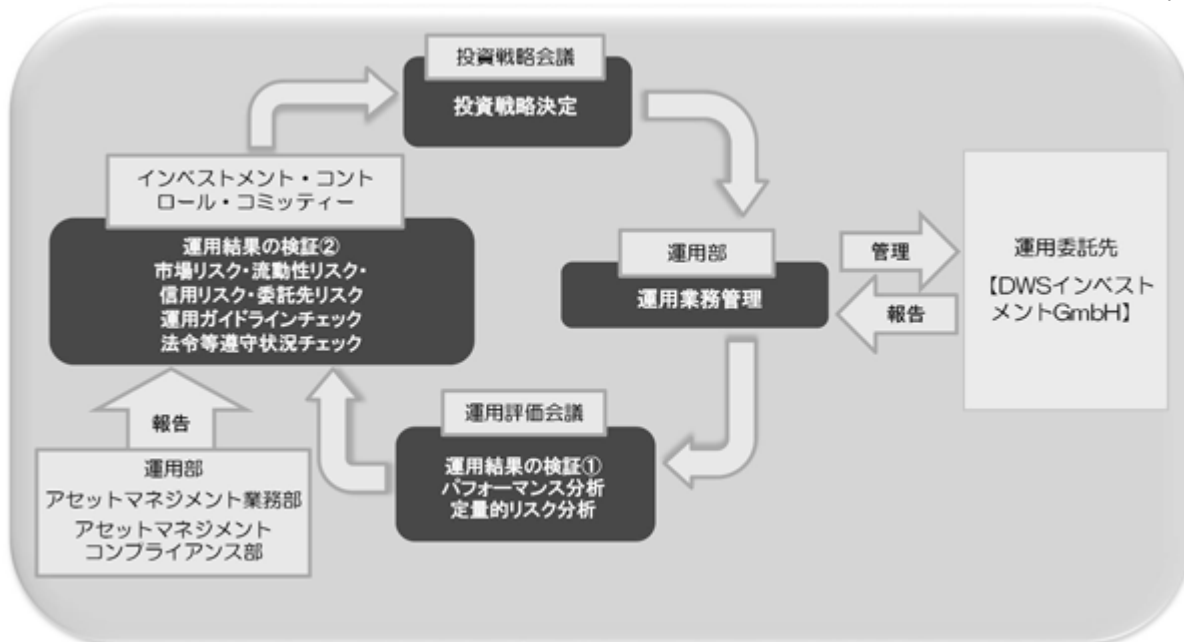 投資戦略会議
投資戦略決定
インベストメント・コント
ロール・コミッティー
運用結果の検証②
市場リスク・流動性リスク・
信用リスク・委託先リスク
運用ガイドラインチェック
法令等遵守状況チェック
運用部
運用業務管理
管理
報告
運用委託先
【DWSインベスト
メントGmbH】
運用評価会議
運用結果の検証①
パフォーマンス分析
定量的リスク分析
報告
運用部
アセットマネジメント業務部
アセットマネジメント
コンプライアンス部